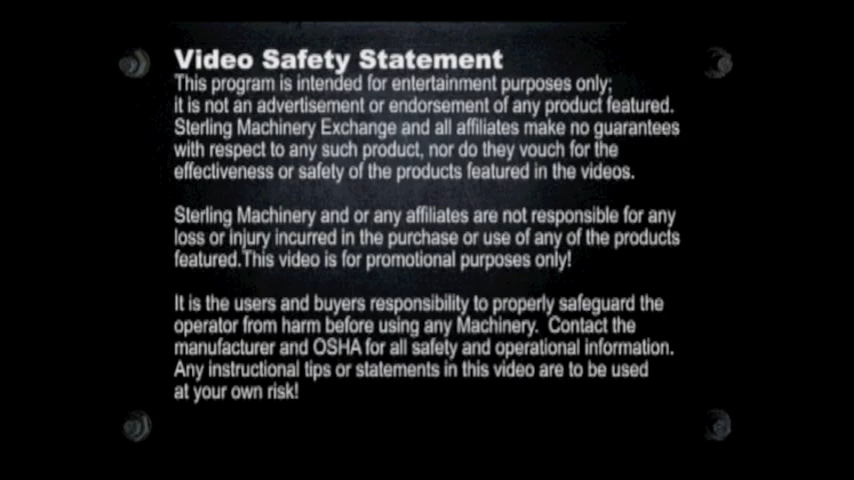 Video Safety Statement
This program is intended for entertainment purposes only;
it is not an advertisement or endorsement of any product featured.
Sterling Machinery Exchange and all affiliates make no guarantees
with respect to any such product, nor do they vouch for the
effectiveness or safety of the products featured in the videos.
Sterling Machinery and or any affiliates are not responsible for any
loss or injury incurred in the purchase or use of any of the products
featured.This video is for promotional purposes only!
It is the users and buyers responsibility to properly safeguard the
operator from harm before using any Machinery.  Contact the
manufacturer and OSHA for all safety and operational information.
Any instructional tips or statements in this video are to be used
at your own risk!